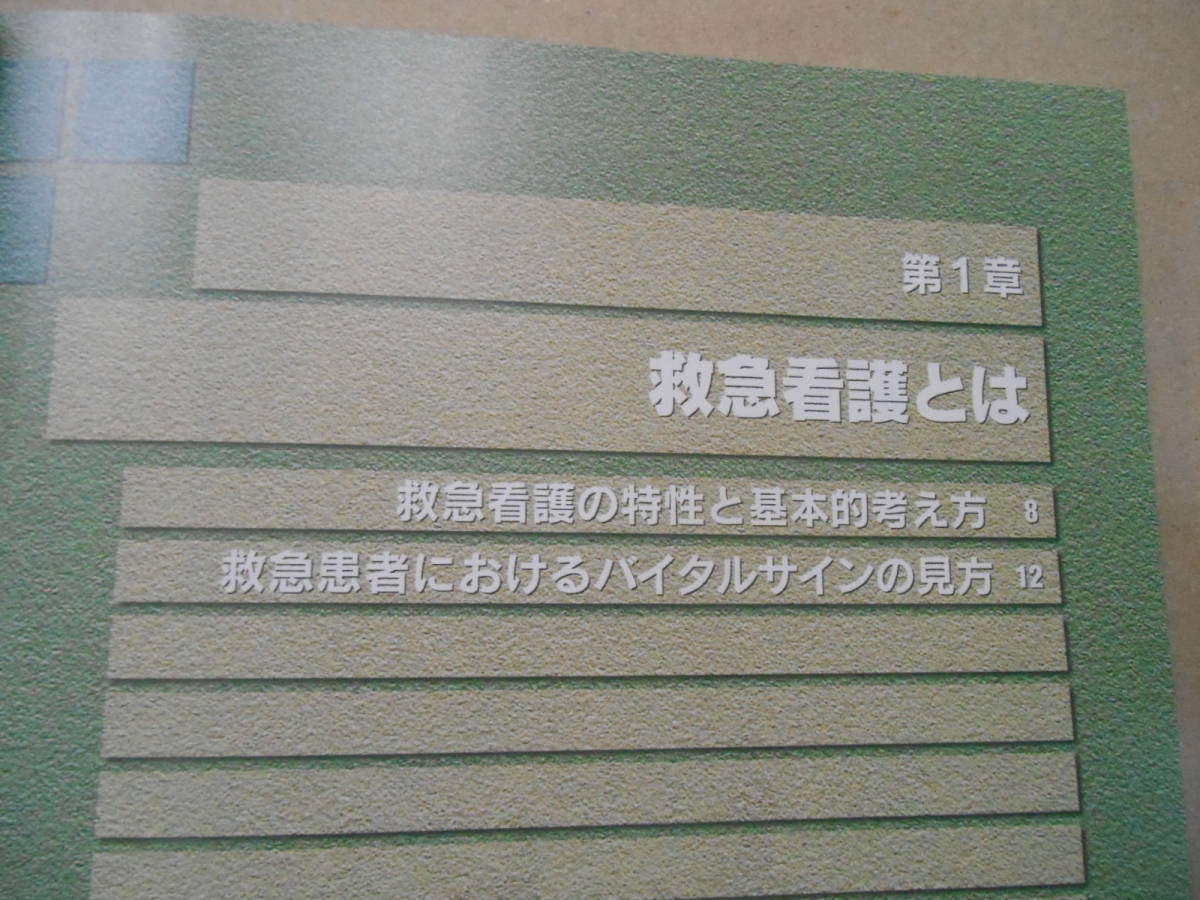 第1章
救急看護とは
救急看護の特性と基本的考え方 8
救急患者におけるバイタルサインの見方 12